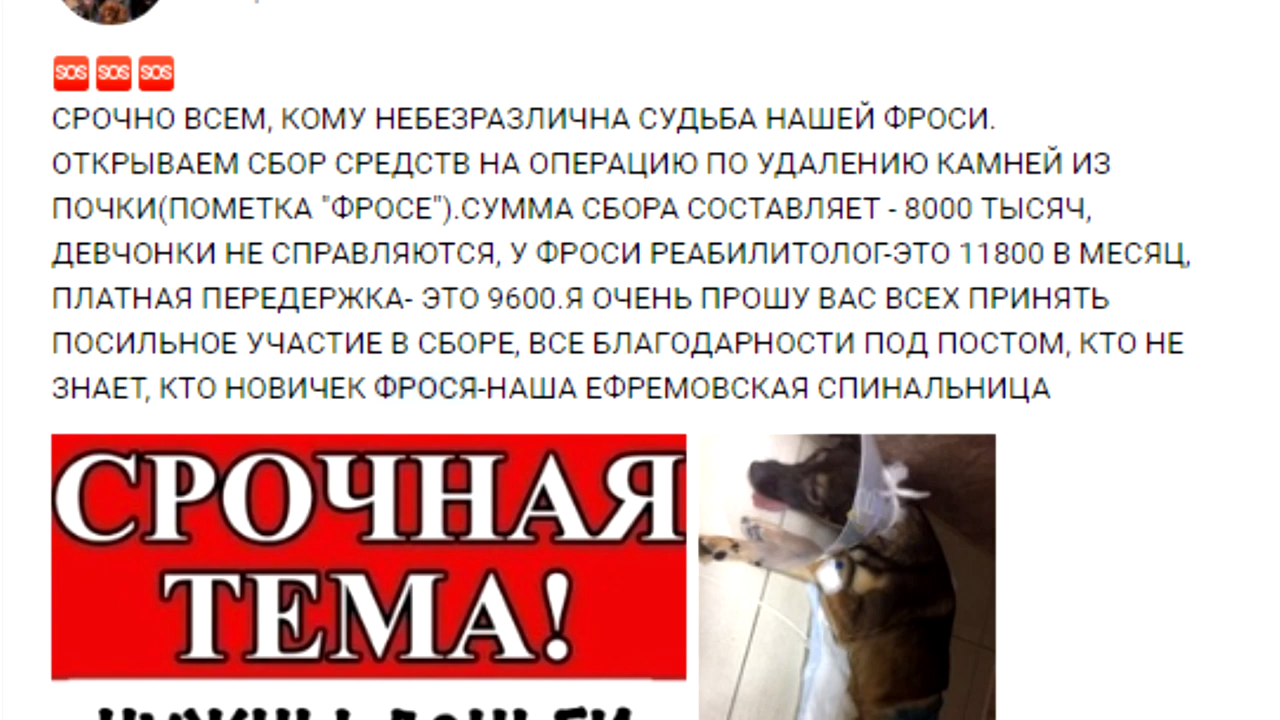 SOS SOS SOS
СРОЧНО ВСЕМ, КОМУ НЕБЕЗРАЗЛИЧНА СУДЬБА НАШЕЙ ФРОСИ.
ОТКРЫВАЕМ СБОР СРЕДСТВ НА ОПЕРАЦИЮ ПО УДАЛЕНИЮ КАМНЕЙ ИЗ
ПОЧКИ(ПОМЕТКА "ФРОСЕ").СУММА СБОРА СОСТАВЛЯЕТ - 8000 ТЫСЯЧ,
ДЕВЧОНКИ НЕ СПРАВЛЯЮТСЯ, У ФРОСИ РЕАБИЛИТОЛОГ-ЭТО 11800 В МЕСЯЦ,
ПЛАТНАЯ ПЕРЕДЕРЖКА- ЭТО 9600.Я ОЧЕНЬ ПРОШУ ВАС ВСЕХ ПРИНЯТЬ
ПОСИЛЬНОЕ УЧАСТИЕ В СБОРЕ, ВСЕ БЛАГОДАРНОСТИ ПОД ПОСТОМ, КТО НЕ
ЗНАЕТ, КТО НОВИЧЕК ФРОСЯ-НАША ЕФРЕМОВСКАЯ СПИНАЛЬНИЦА
СРОЧНАЯ
ТЕМА!